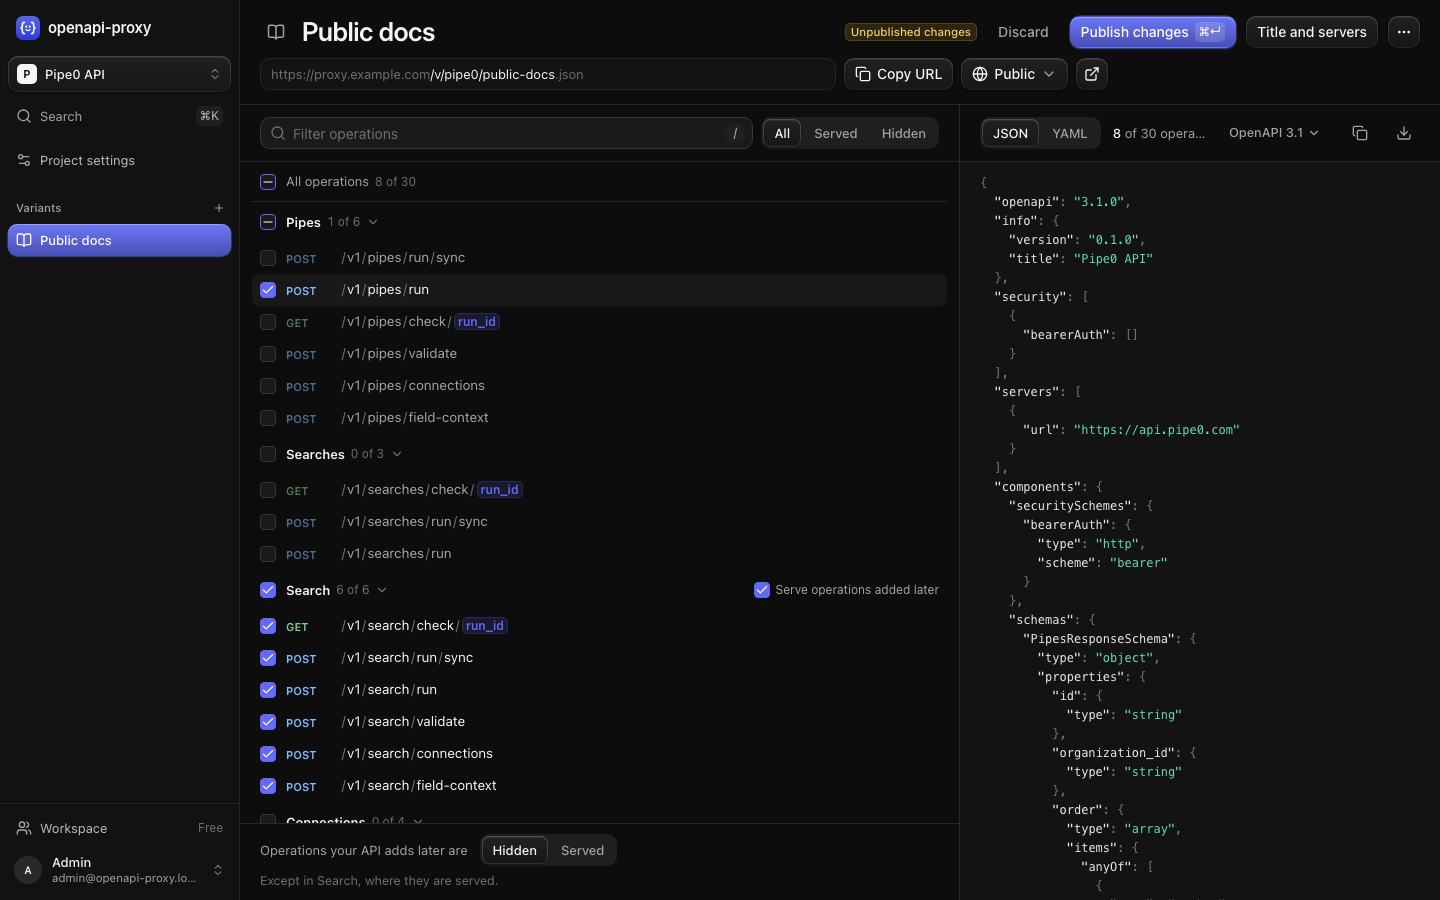 openapi-proxy
P Pipe0 API
Search ⌘K
Project settings
Variants +
Public docs
Workspace Free
A Admin
admin@openapi-proxy.lo...
Public docs
Unpublished changes
Discard
Publish changes ⌘↵
Title and servers
https://proxy.example.com/v/pipe0/public-docs.json
Copy URL
Public
Filter operations /
All Served Hidden
All operations 8 of 30
Pipes 1 of 6
POST /v1/pipes/run/sync
POST /v1/pipes/run
GET /v1/pipes/check/run_id
POST /v1/pipes/validate
POST /v1/pipes/connections
POST /v1/pipes/field-context
Searches 0 of 3
GET /v1/searches/check/run_id
POST /v1/searches/run/sync
POST /v1/searches/run
Search 6 of 6 Serve operations added later
GET /v1/search/check/run_id
POST /v1/search/run/sync
POST /v1/search/run
POST /v1/search/validate
POST /v1/search/connections
POST /v1/search/field-context
Connections 0 of 4
Operations your API adds later are Hidden Served
Except in Search, where they are served.
JSON YAML 8 of 30 opera... OpenAPI 3.1
{
"openapi": "3.1.0",
"info": {
"version": "0.1.0",
"title": "Pipe0 API"
},
"security": [
{
"bearerAuth": []
}
],
"servers": [
{
"url": "https://api.pipe0.com"
}
],
"components": {
"securitySchemes": {
"bearerAuth": {
"type": "http",
"scheme": "bearer"
}
},
"schemas": {
"PipesResponseSchema": {
"type": "object",
"properties": {
"id": {
"type": "string"
},
"organization_id": {
"type": "string"
},
"order": {
"type": "array",
"items": {
"anyOf": [
{